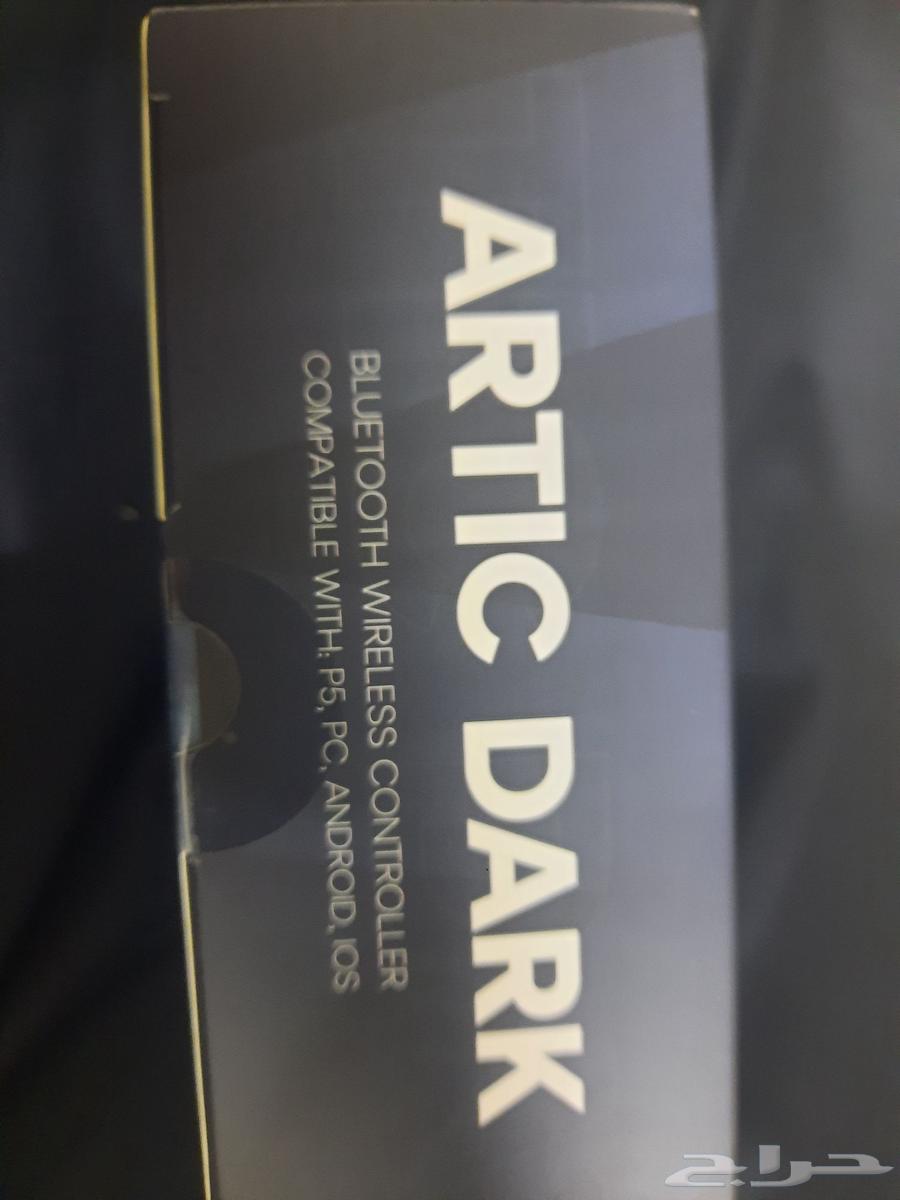 ARTIC DARK
BLUETOOTH WIRELESS CONTROLLER
COMPATIBLE WITH: P5, PC, ANDROID, IOS
حراج